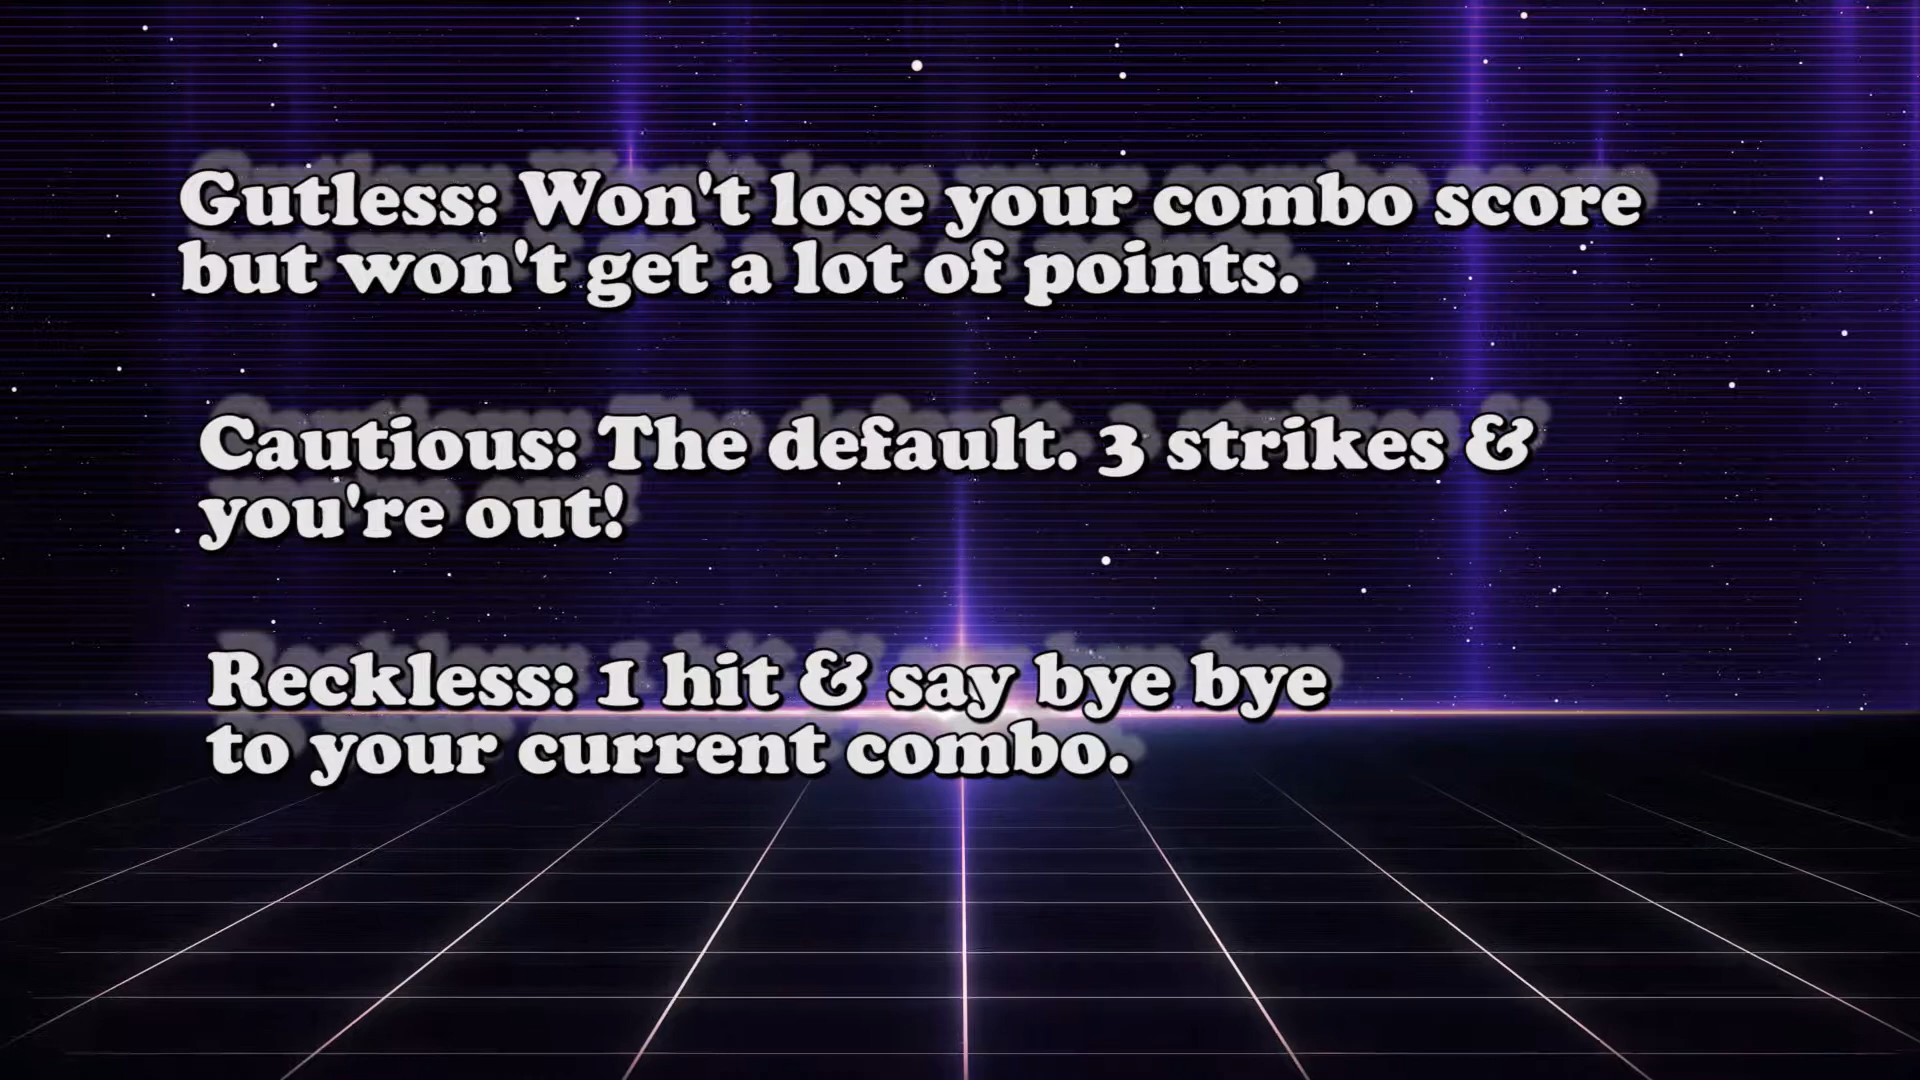 Gutless: Won't lose your combo score
but won't get a lot of points.
Cautious: The default. 3 strikes &
you're out!
Reckless: 1 hit & say bye bye
to your current combo.